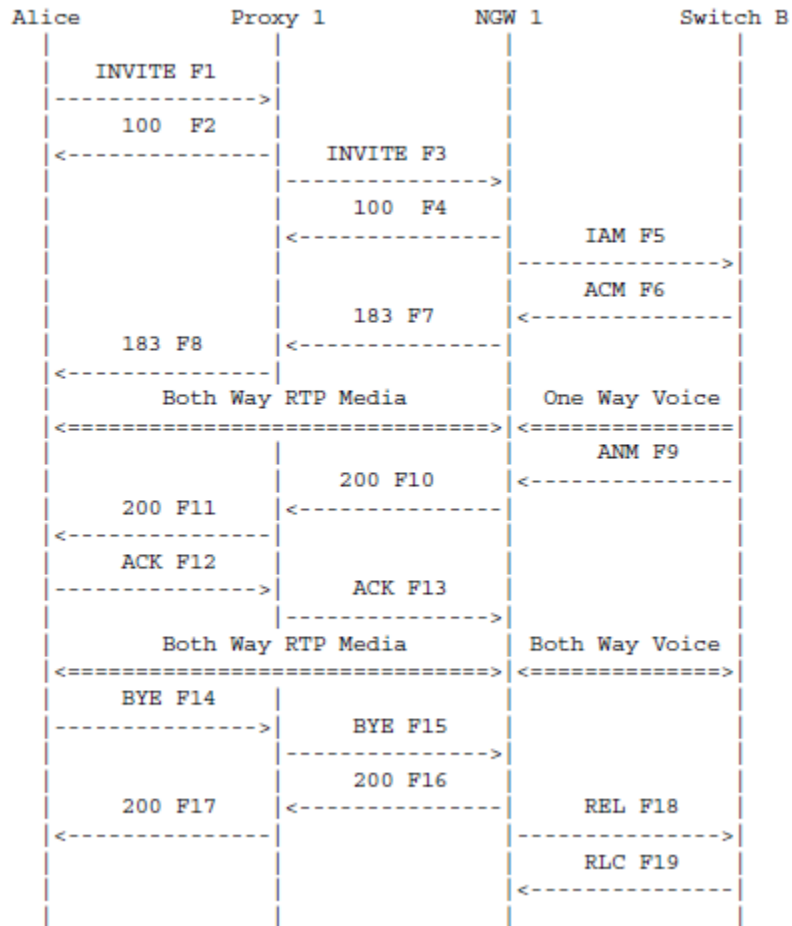 Alice Proxy 1 NGW 1 Switch B
INVITE F1
100 F2
INVITE F3
100 F4
IAM F5
ACM F6
183 F7
183 F8
Both Way RTP Media One Way Voice
ANM F9
200 F10
200 F11
ACK F12
ACK F13
Both Way RTP Media Both Way Voice
BYE F14
BYE F15
200 F16
200 F17 REL F18
RLC F19